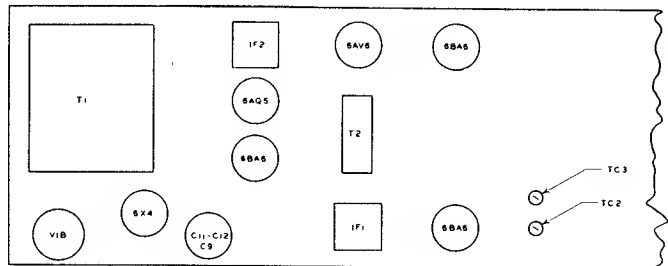 IF2
6AV6
6BA6
T1
6AQ5
T2
6BA6
TC3
6X4
TC2
VIB
C11-C12
C9
IF1
6BA6